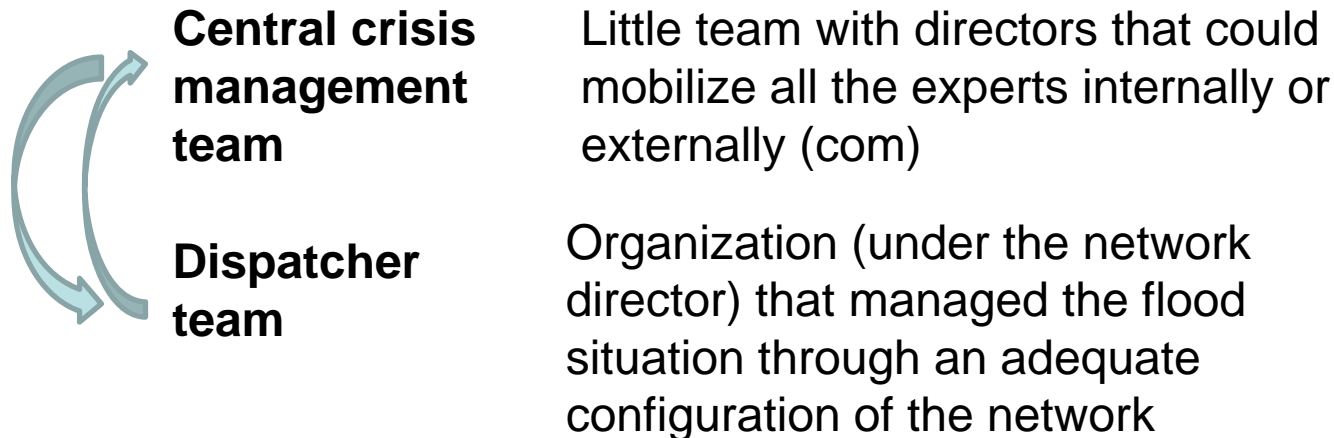 Central crisis
management
team
Little team with directors that could
mobilize all the experts internally or
externally (com)
Dispatcher
team
Organization (under the network
director) that managed the flood
situation through an adequate
configuration of the network